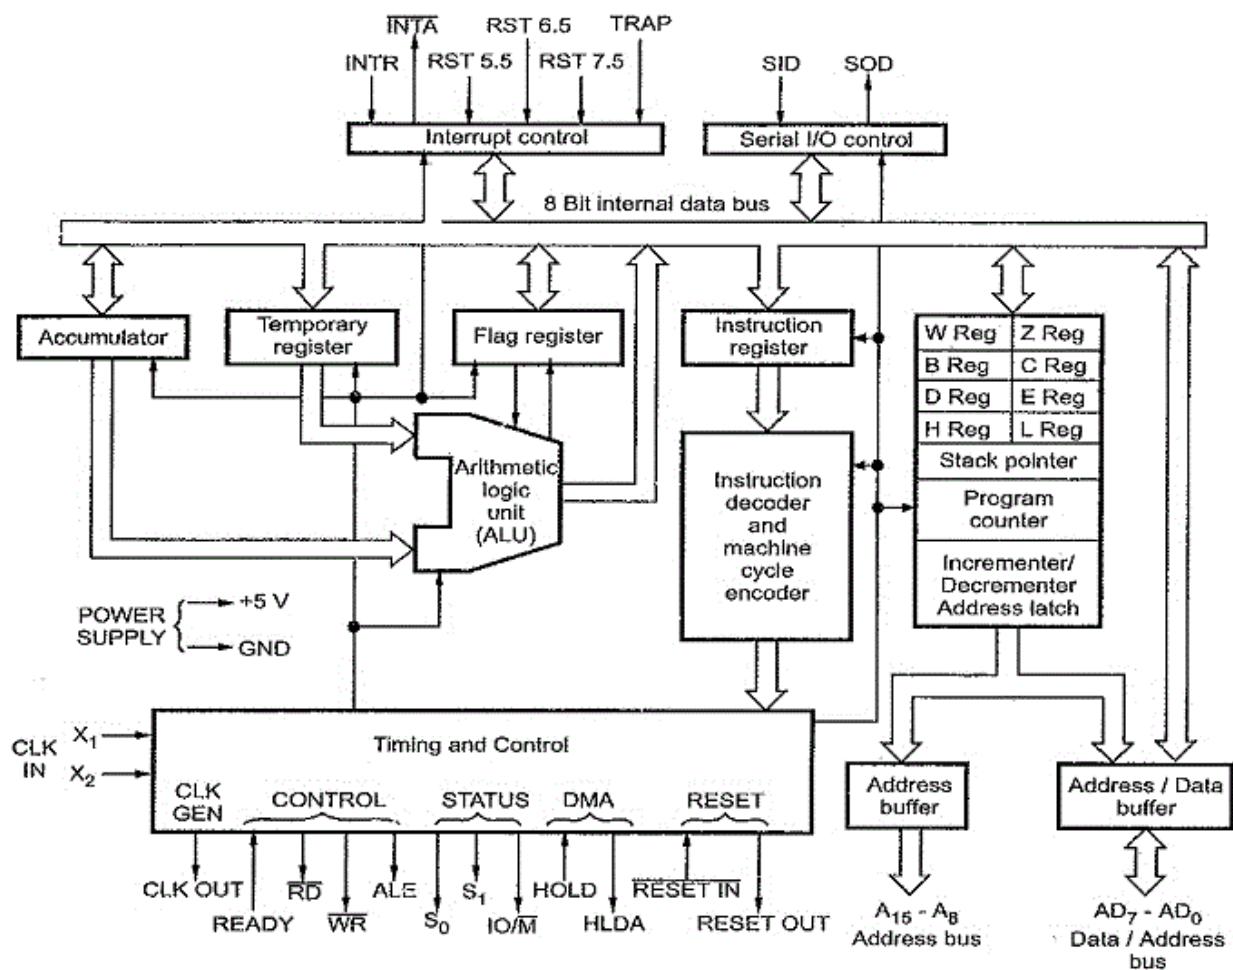 INTA RST 6.5 TRAP
INTR RST 5.5 RST 7.5 SID SOD
Interrupt control
Serial I/O control
8 Bit internal data bus
Accumulator
Temporary
register
Flag register
Instruction
register
W Reg Z Reg
B Reg C Reg
D Reg E Reg
H Reg L Reg
Stack pointer
Program
counter
Incrementer/
Decrementer
Address latch
Arithmetic
logic
unit
(ALU)
Instruction
decoder
and
machine
cycle
encoder
POWER
SUPPLY
+5 V
GND
CLK
IN
X1
X2
Timing and Control
CLK
GEN
CONTROL STATUS DMA RESET
Address
buffer
Address / Data
buffer
CLK OUT RD ALE S1 HOLD RESET IN
READY WR S0 IO/M HLDA RESET OUT
A15 - A8
Address bus
AD7 - AD0
Data / Address
bus